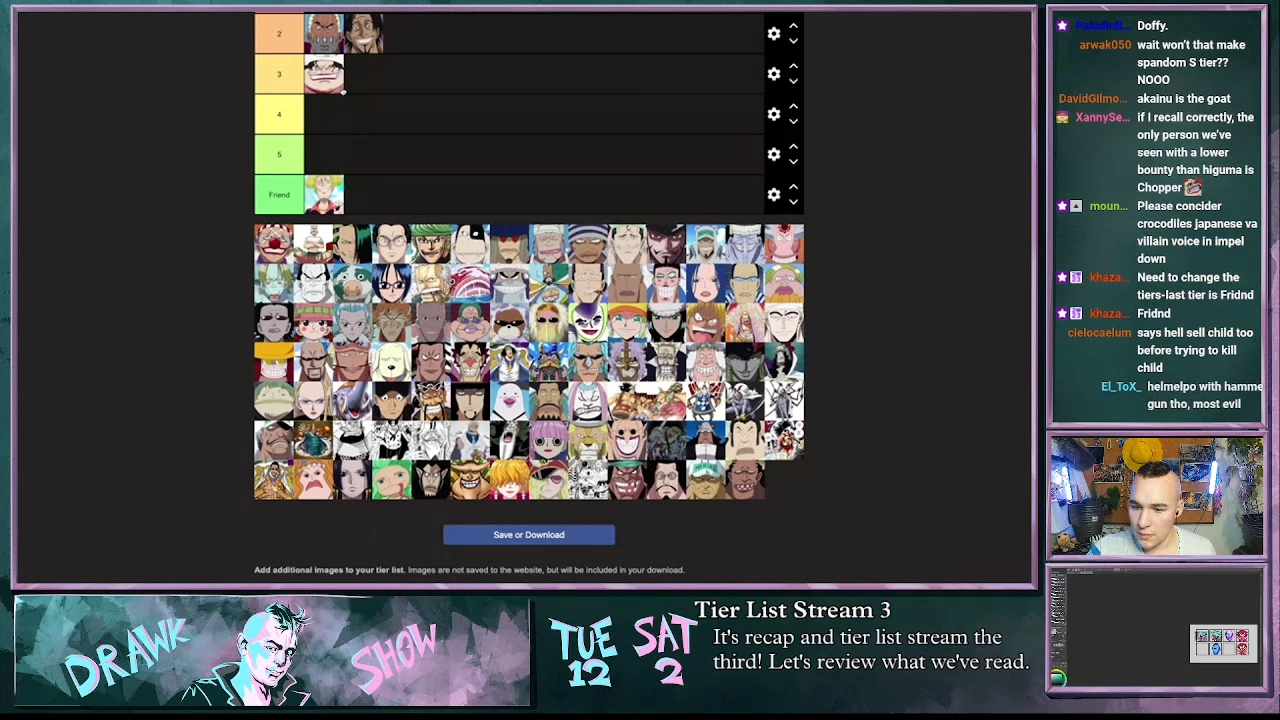 2
3
4
5
Friend
Save or Download
Add additional images to your tier list. Images are not saved to the website, but will be included in your download.
Doffy.
arwak050 wait won't that make
spandom S tier??
NOOO
DavidGilmo... akainu is the goat
XannySe... if I recall correctly, the
only person we've
seen with a lower
bounty than higuma is
Chopper
moun... Please concider
crocodiles japanese va
villain voice in impel
down
khaza... Need to change the
tiers-last tier is Fridnd
khaza... Fridnd
cielocaelum says hell sell child too
before trying to kill
child
El_ToX_ helmelpo with hamme
gun tho, most evil
DRAWK SHOW
TUE SAT
12 2
Tier List Stream 3
It's recap and tier list stream the
third! Let's review what we've read.